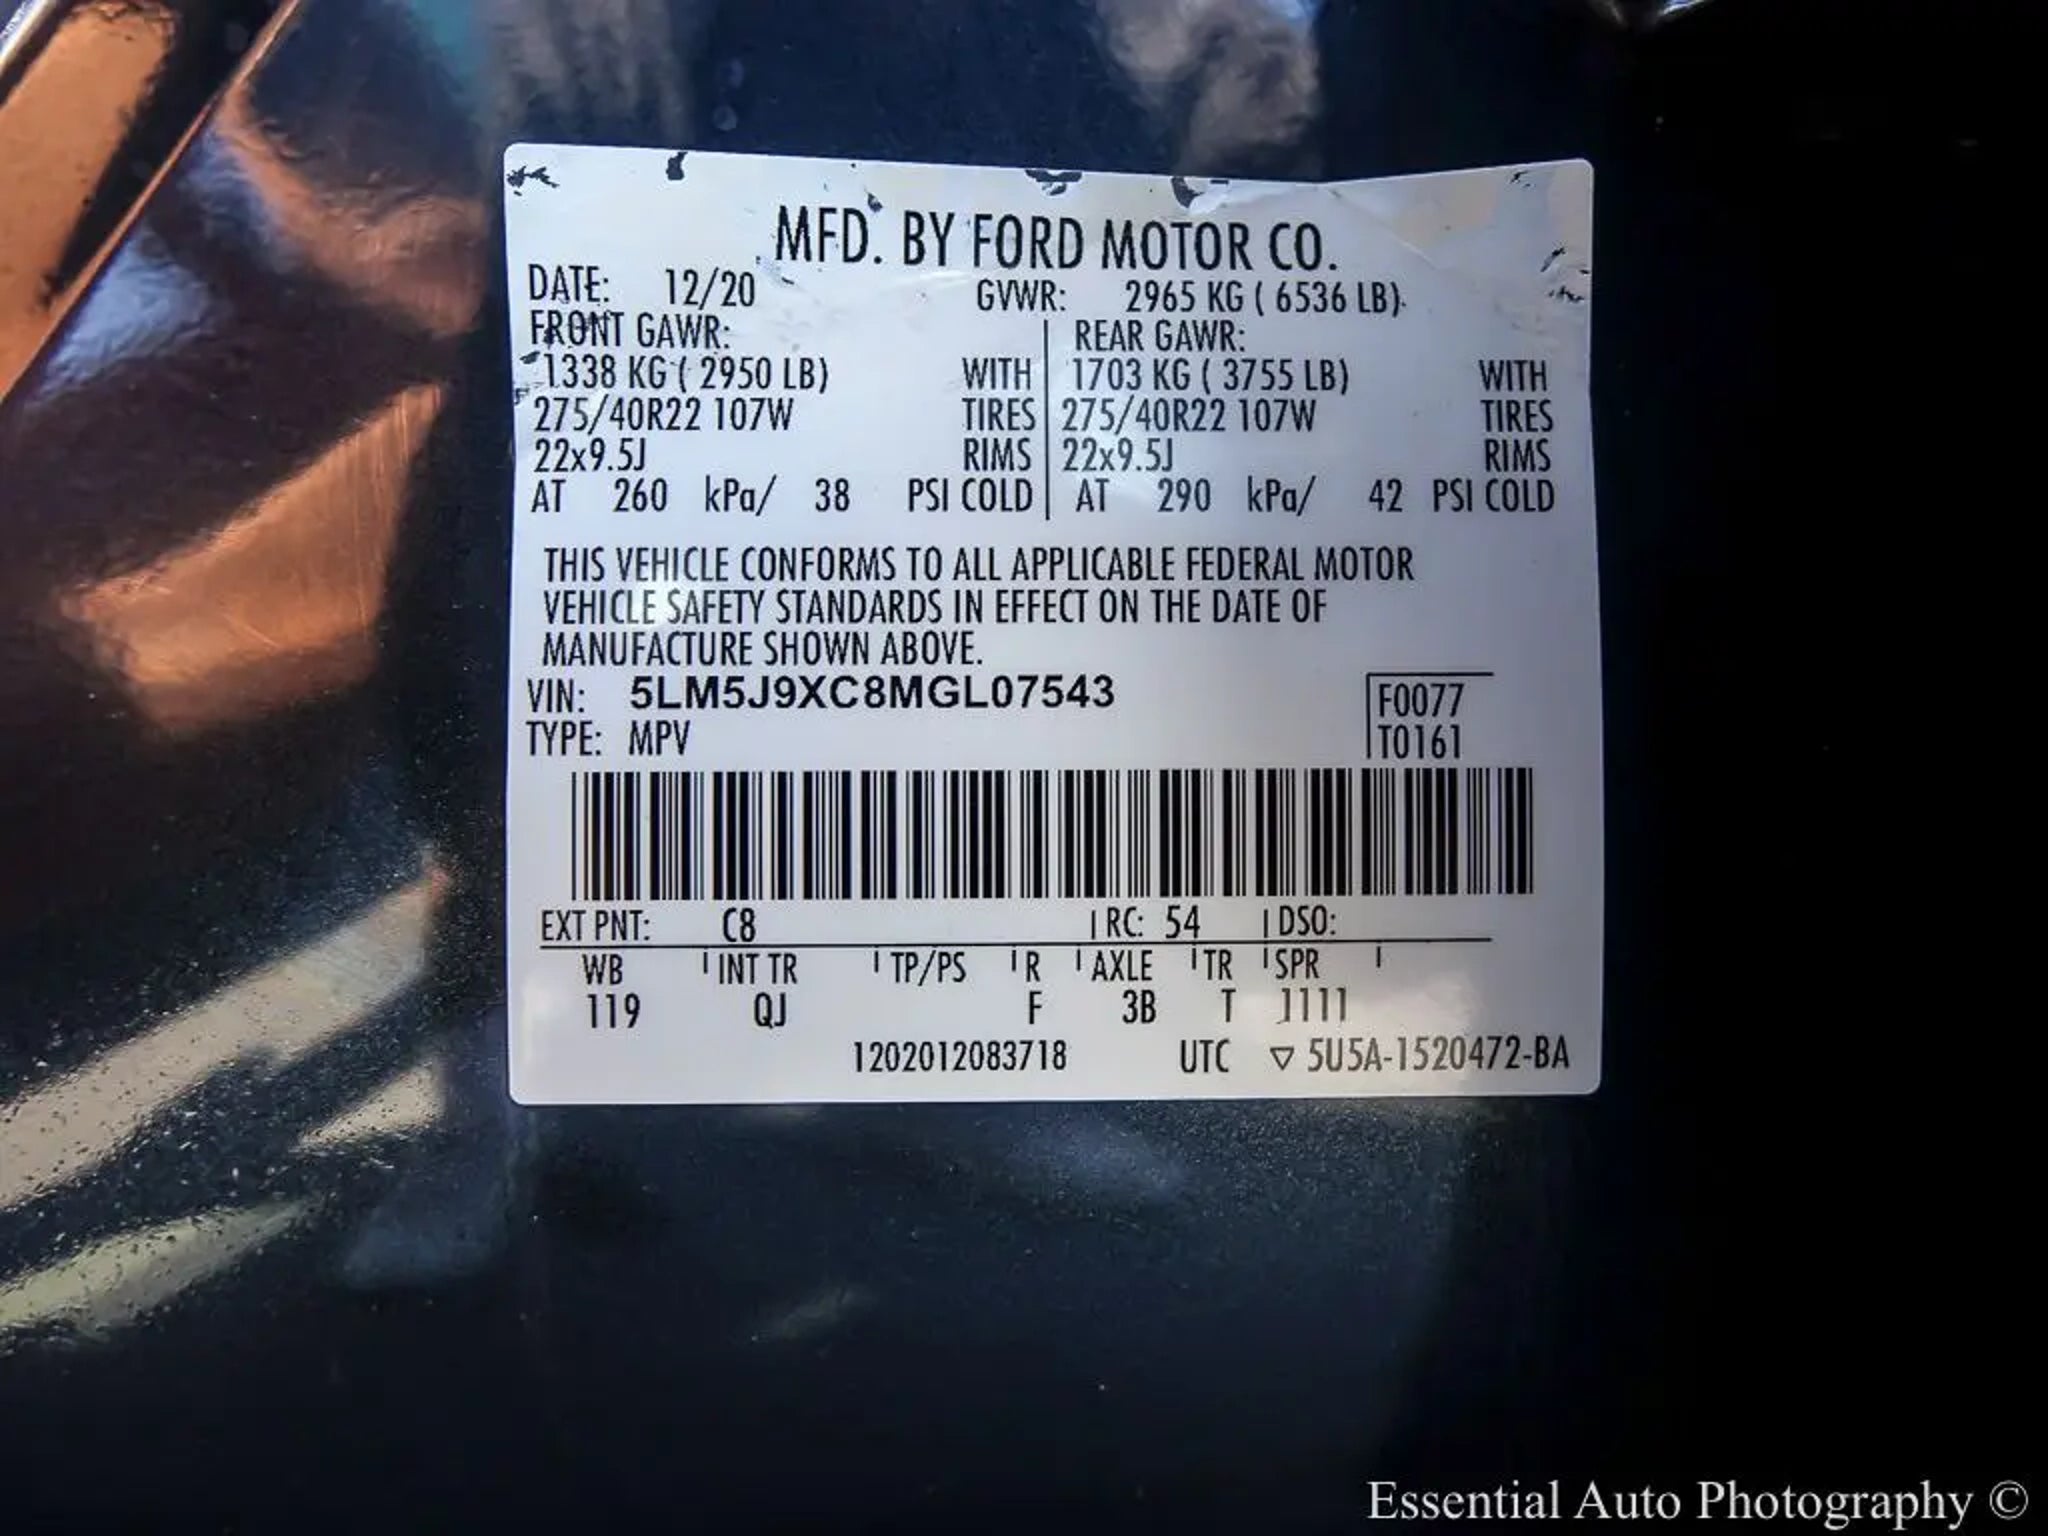 MFD. BY FORD MOTOR CO.
DATE: 12/20 GVWR: 2965 KG ( 6536 LB)
FRONT GAWR: REAR GAWR:
1338 KG ( 2950 LB) WITH 1703 KG ( 3755 LB) WITH
275/40R22 107W TIRES 275/40R22 107W TIRES
22x9.5J RIMS 22x9.5J RIMS
AT 260 kPa/ 38 PSI COLD AT 290 kPa/ 42 PSI COLD
THIS VEHICLE CONFORMS TO ALL APPLICABLE FEDERAL MOTOR
VEHICLE SAFETY STANDARDS IN EFFECT ON THE DATE OF
MANUFACTURE SHOWN ABOVE.
VIN: 5LM5J9XC8MGL07543 F0077
TYPE: MPV T0161
EXT PNT: C8 RC: 54 DSO:
WB INT TR TP/PS R AXLE TR SPR
119 QJ F 3B T 1111
1202012083718 UTC ▽ 5U5A-1520472-BA
Essential Auto Photography ©